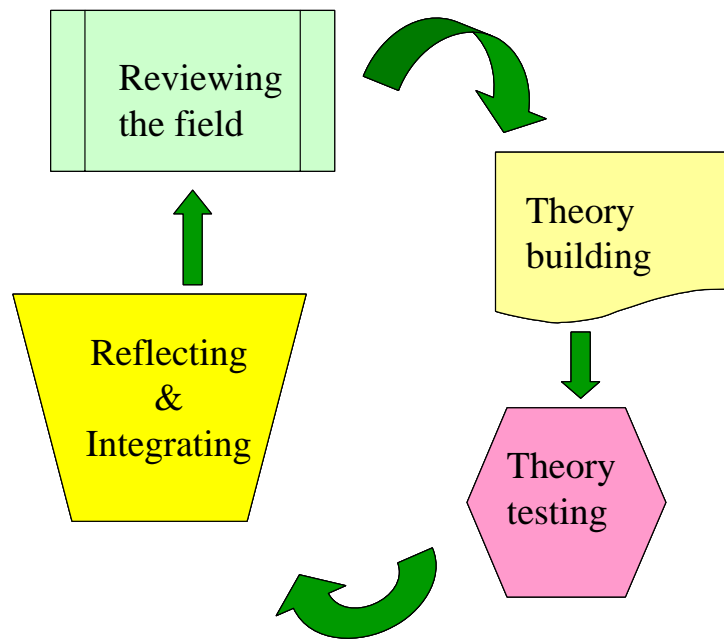 Reviewing
the field
Theory
building
Theory
testing
Reflecting
&
Integrating